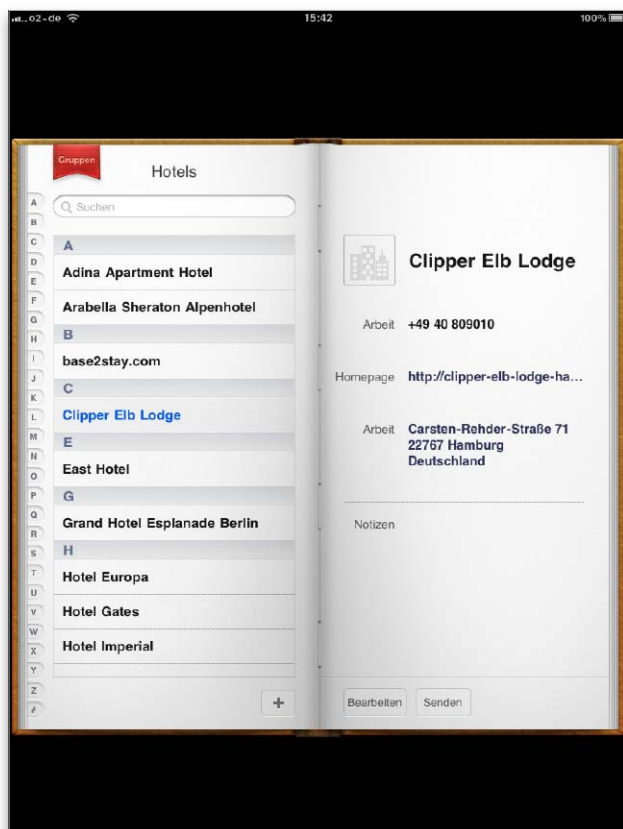 o2-de
15:42
100%
Gruppen
Hotels
Suchen
A
B
C
D
E
F
G
H
I
J
K
L
M
N
O
P
Q
R
S
T
U
V
W
X
Y
Z
#
A
Adina Apartment Hotel
Arabella Sheraton Alpenhotel
B
base2stay.com
C
Clipper Elb Lodge
E
East Hotel
G
Grand Hotel Esplanade Berlin
H
Hotel Europa
Hotel Gates
Hotel Imperial
+
Clipper Elb Lodge
Arbeit +49 40 809010
Homepage http://clipper-elb-lodge-ha...
Arbeit Carsten-Rehder-Straße 71
22767 Hamburg
Deutschland
Notizen
Bearbeiten Senden